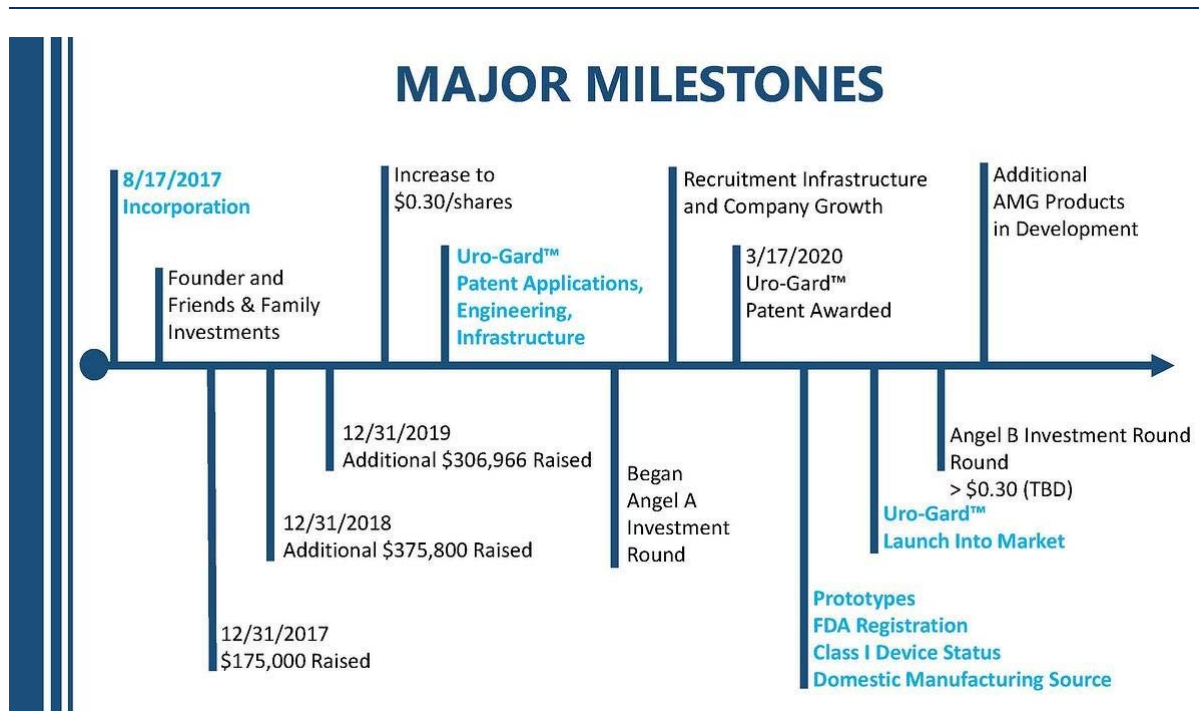 MAJOR MILESTONES
8/17/2017
Incorporation
Founder and
Friends & Family
Investments
12/31/2017
$175,000 Raised
12/31/2018
Additional $375,800 Raised
12/31/2019
Additional $306,966 Raised
Increase to
$0.30/shares
Uro-Gard™
Patent Applications,
Engineering,
Infrastructure
Began
Angel A
Investment
Round
Recruitment Infrastructure
and Company Growth
3/17/2020
Uro-Gard™
Patent Awarded
Prototypes
FDA Registration
Class I Device Status
Domestic Manufacturing Source
Uro-Gard™
Launch Into Market
Angel B Investment Round
Round
> $0.30 (TBD)
Additional
AMG Products
in Development